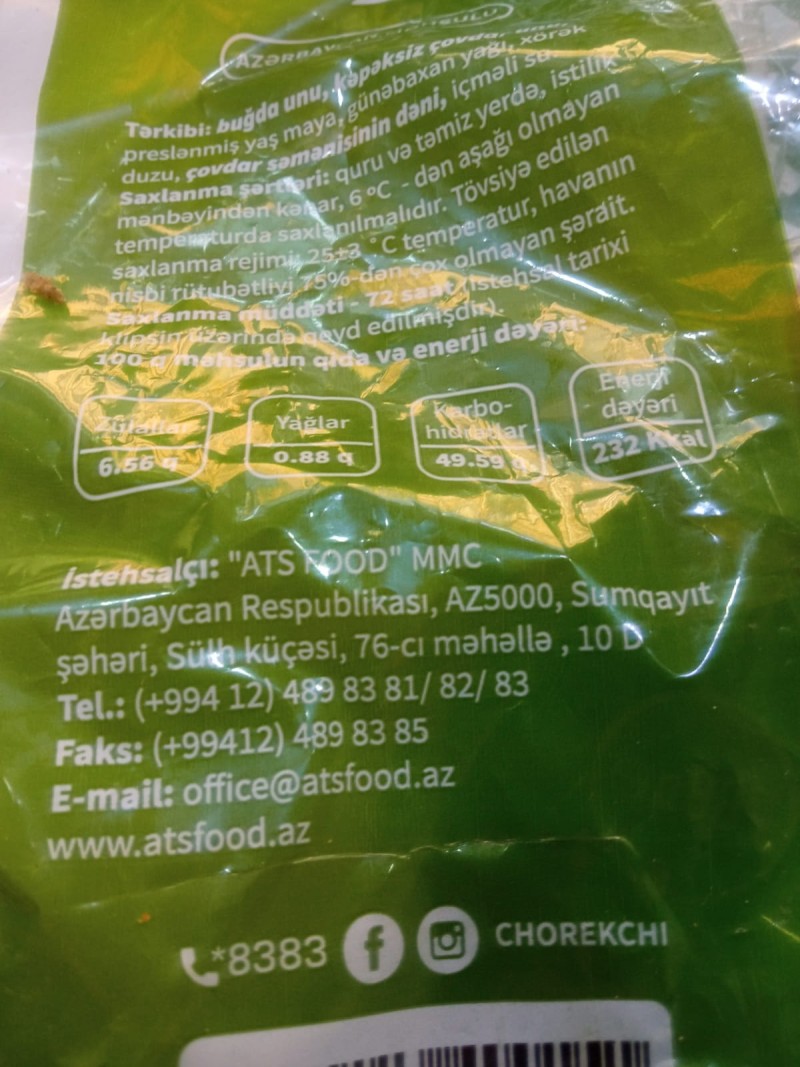 AZƏRBAYCAN MƏHSULU
Tərkibi: buğda unu, kəpəksiz çovdar unu,
preslənmiş yaş maya, günəbaxan yağı, xörək
duzu, çovdar səmənisinin dəni, içməli su
Saxlanma şərtləri: quru və təmiz yerdə, istilik
mənbəyindən kənar, 6 °C - dən aşağı olmayan
temperaturda saxlanılmalıdır. Tövsiyə edilən
saxlanma rejimi: 25±3 °C temperatur, havanın
nisbi rütubətliyi 75%-dən çox olmayan şərait.
Saxlanma müddəti - 72 saat (istehsal tarixi
klipsin üzərində qeyd edilmişdir).
100 q məhsulun qida və enerji dəyəri:
Zülallar
6.56 q
Yağlar
0.88 q
Karbo-
hidratlar
49.59 q
Enerji
dəyəri
232 Kkal
İstehsalçı: "ATS FOOD" MMC
Azərbaycan Respublikası, AZ5000, Sumqayıt
şəhəri, Sülh küçəsi, 76-cı məhəllə , 10 D
Tel.: (+994 12) 489 83 81/ 82/ 83
Faks: (+99412) 489 83 85
E-mail: office@atsfood.az
www.atsfood.az
*8383
CHOREKCHI